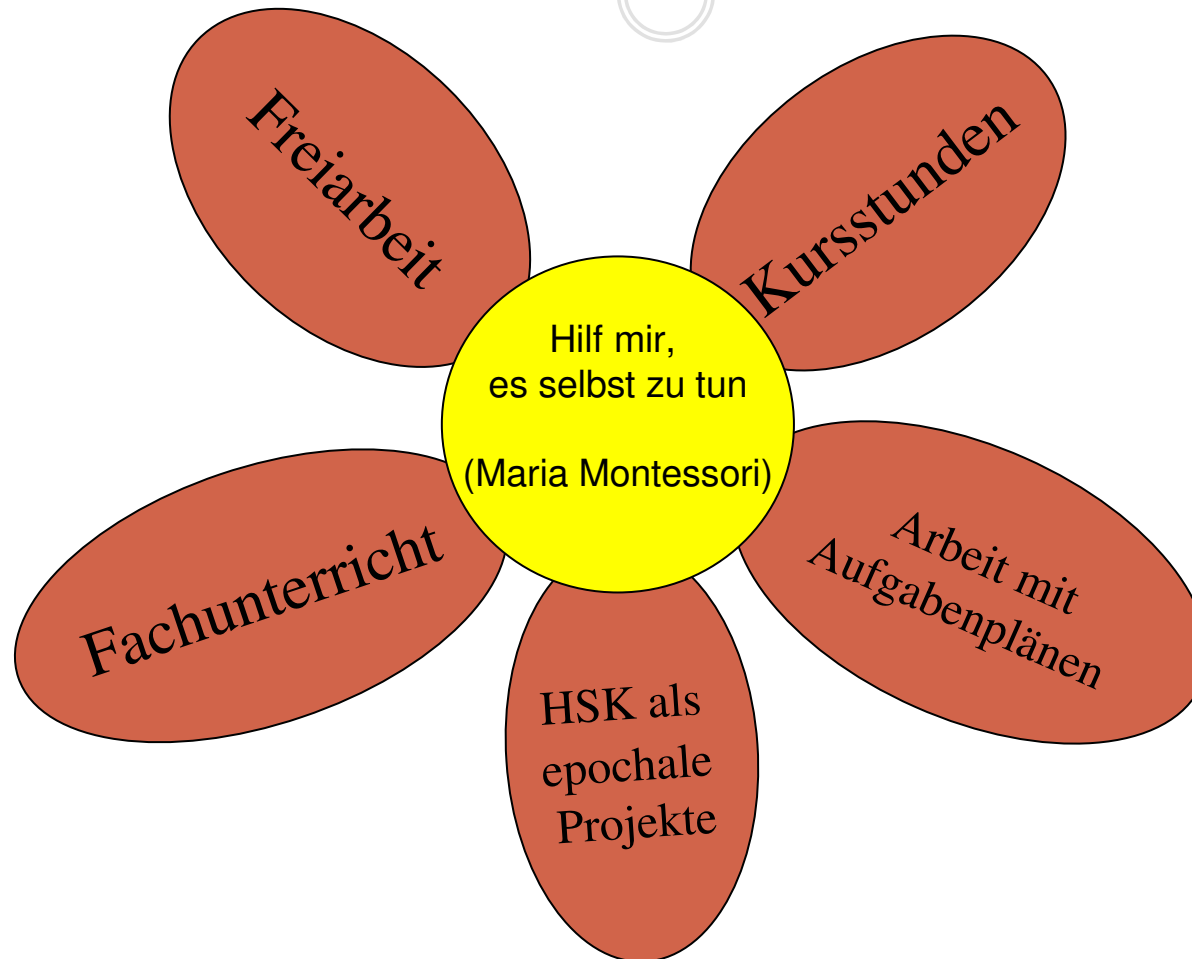 Freiarbeit
Kursstunden
Hilf mir,
es selbst zu tun
(Maria Montessori)
Fachunterricht
Arbeit mit
Aufgabenplänen
HSK als
epochale
Projekte